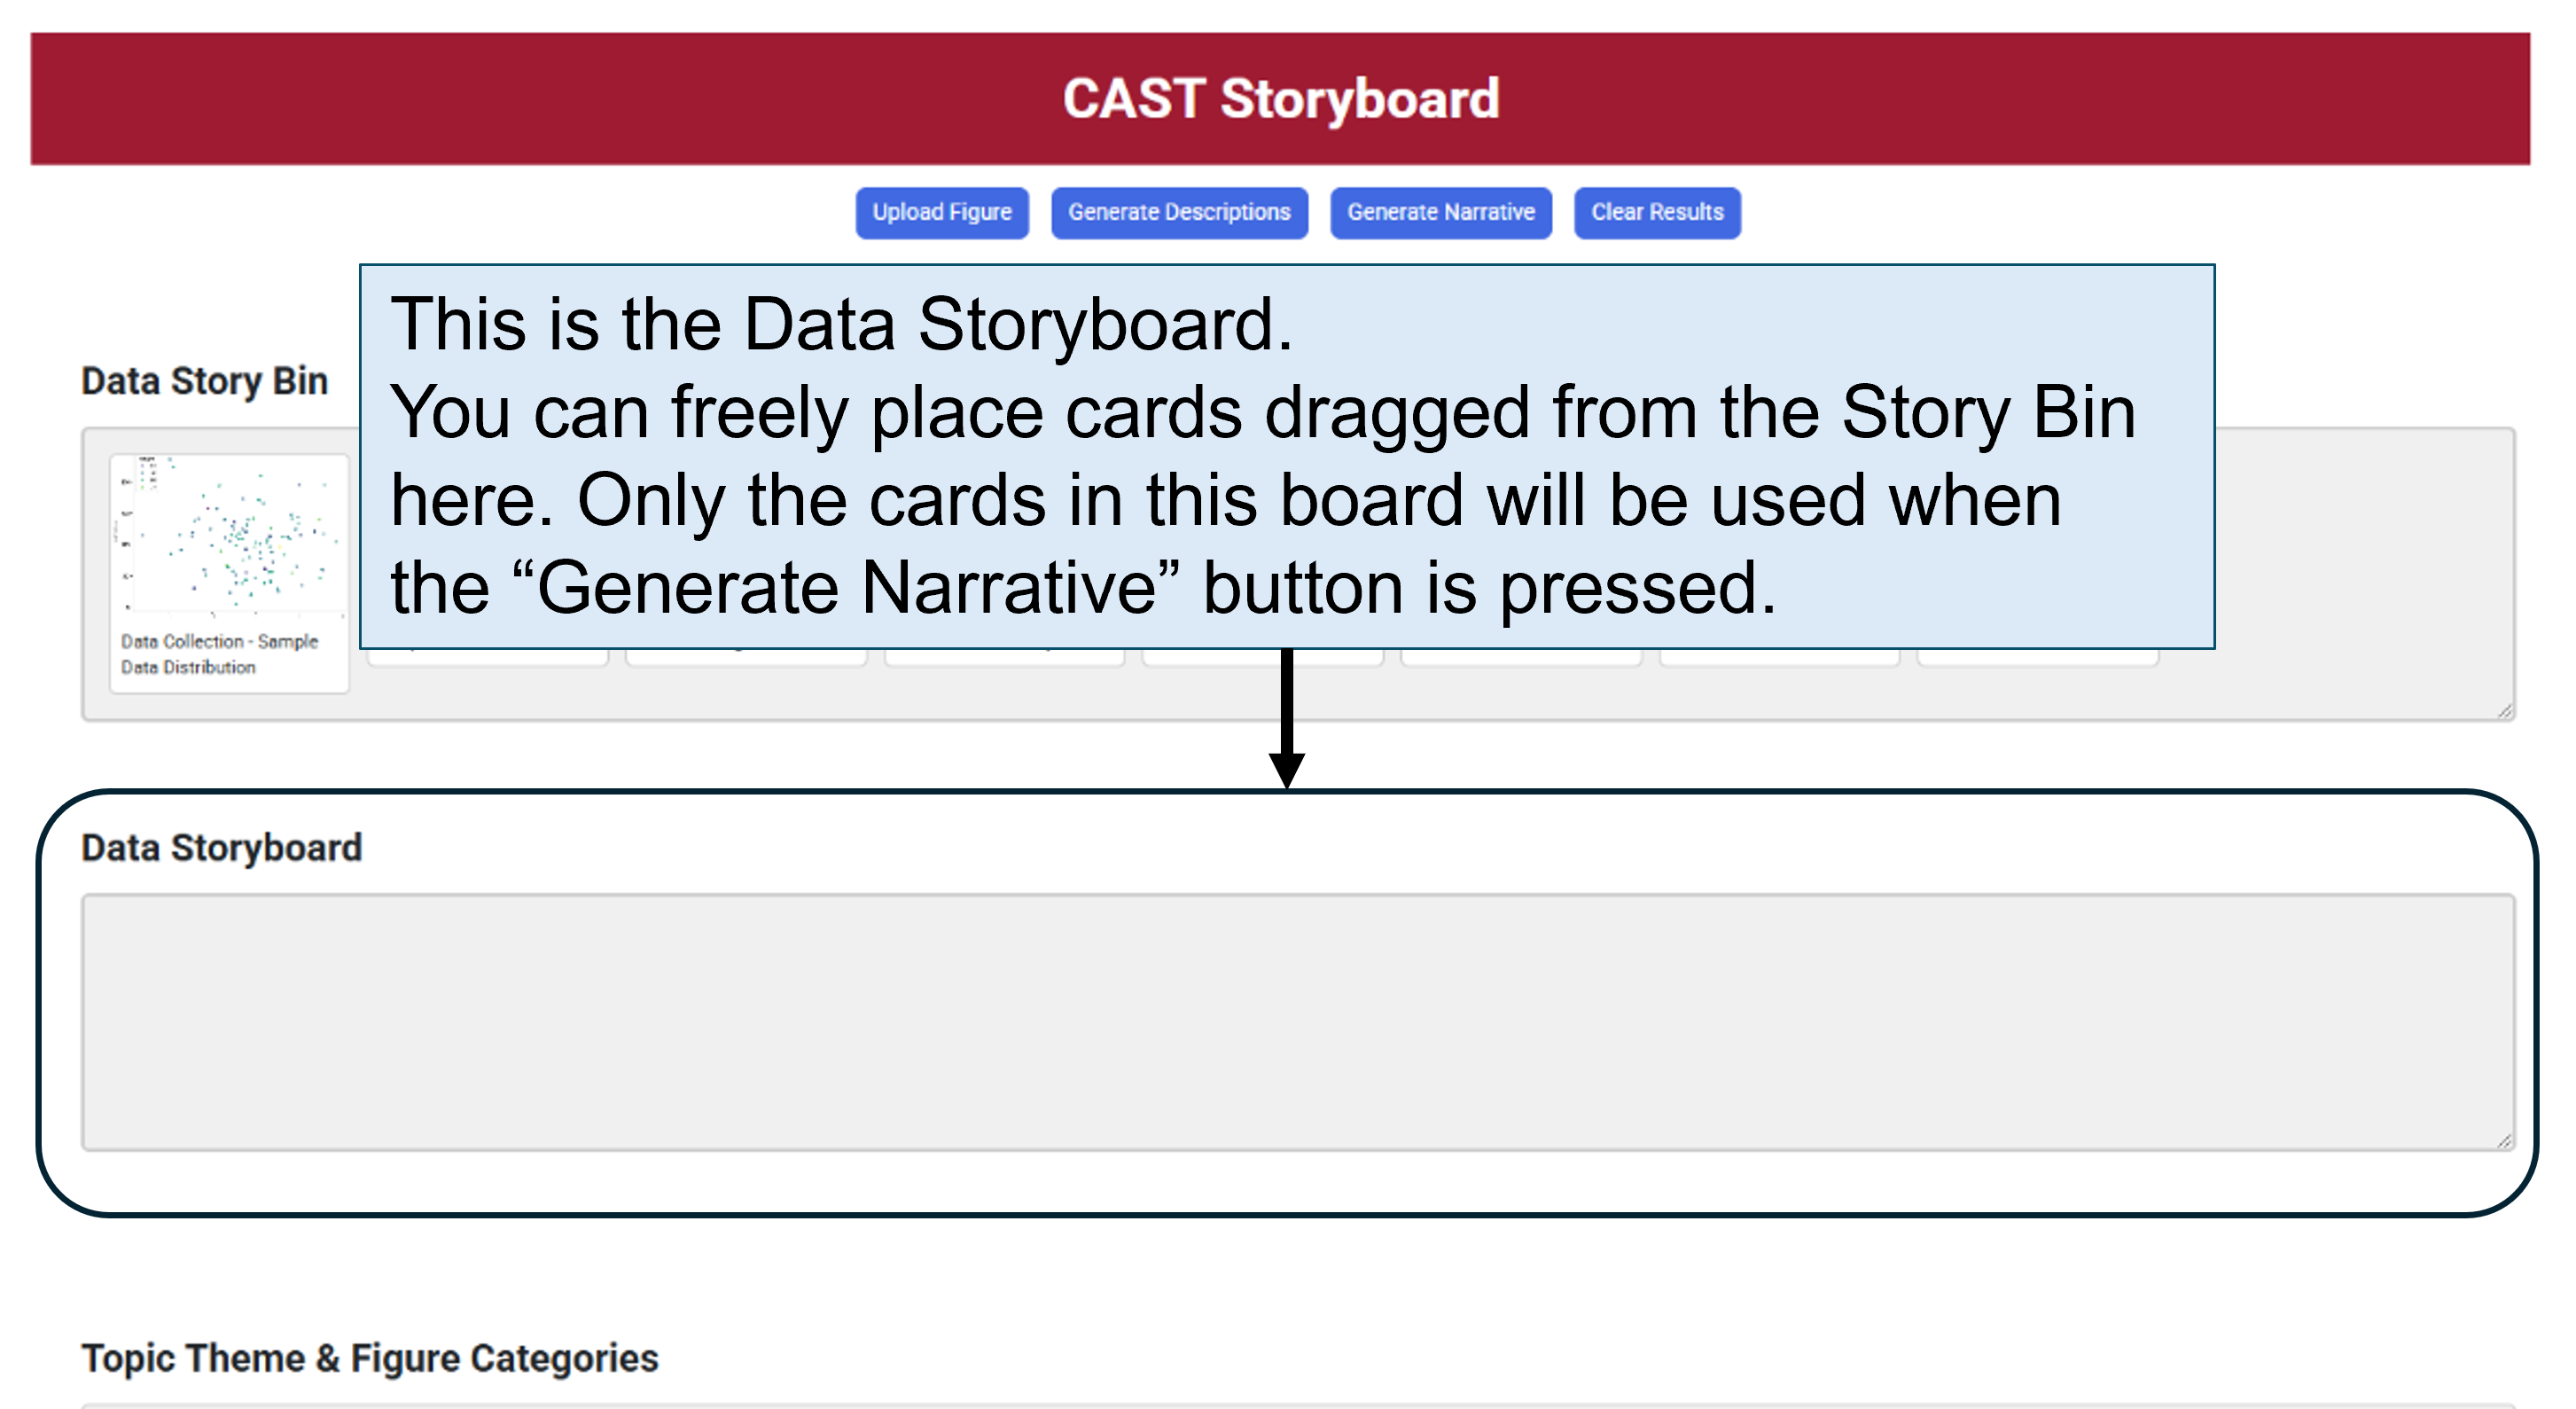 CAST Storyboard
Upload Figure
Generate Descriptions
Generate Narrative
Clear Results
This is the Data Storyboard.
You can freely place cards dragged from the Story Bin
here. Only the cards in this board will be used when
the “Generate Narrative” button is pressed.
Data Story Bin
Data Collection - Sample
Data Distribution
Data Storyboard
Topic Theme & Figure Categories